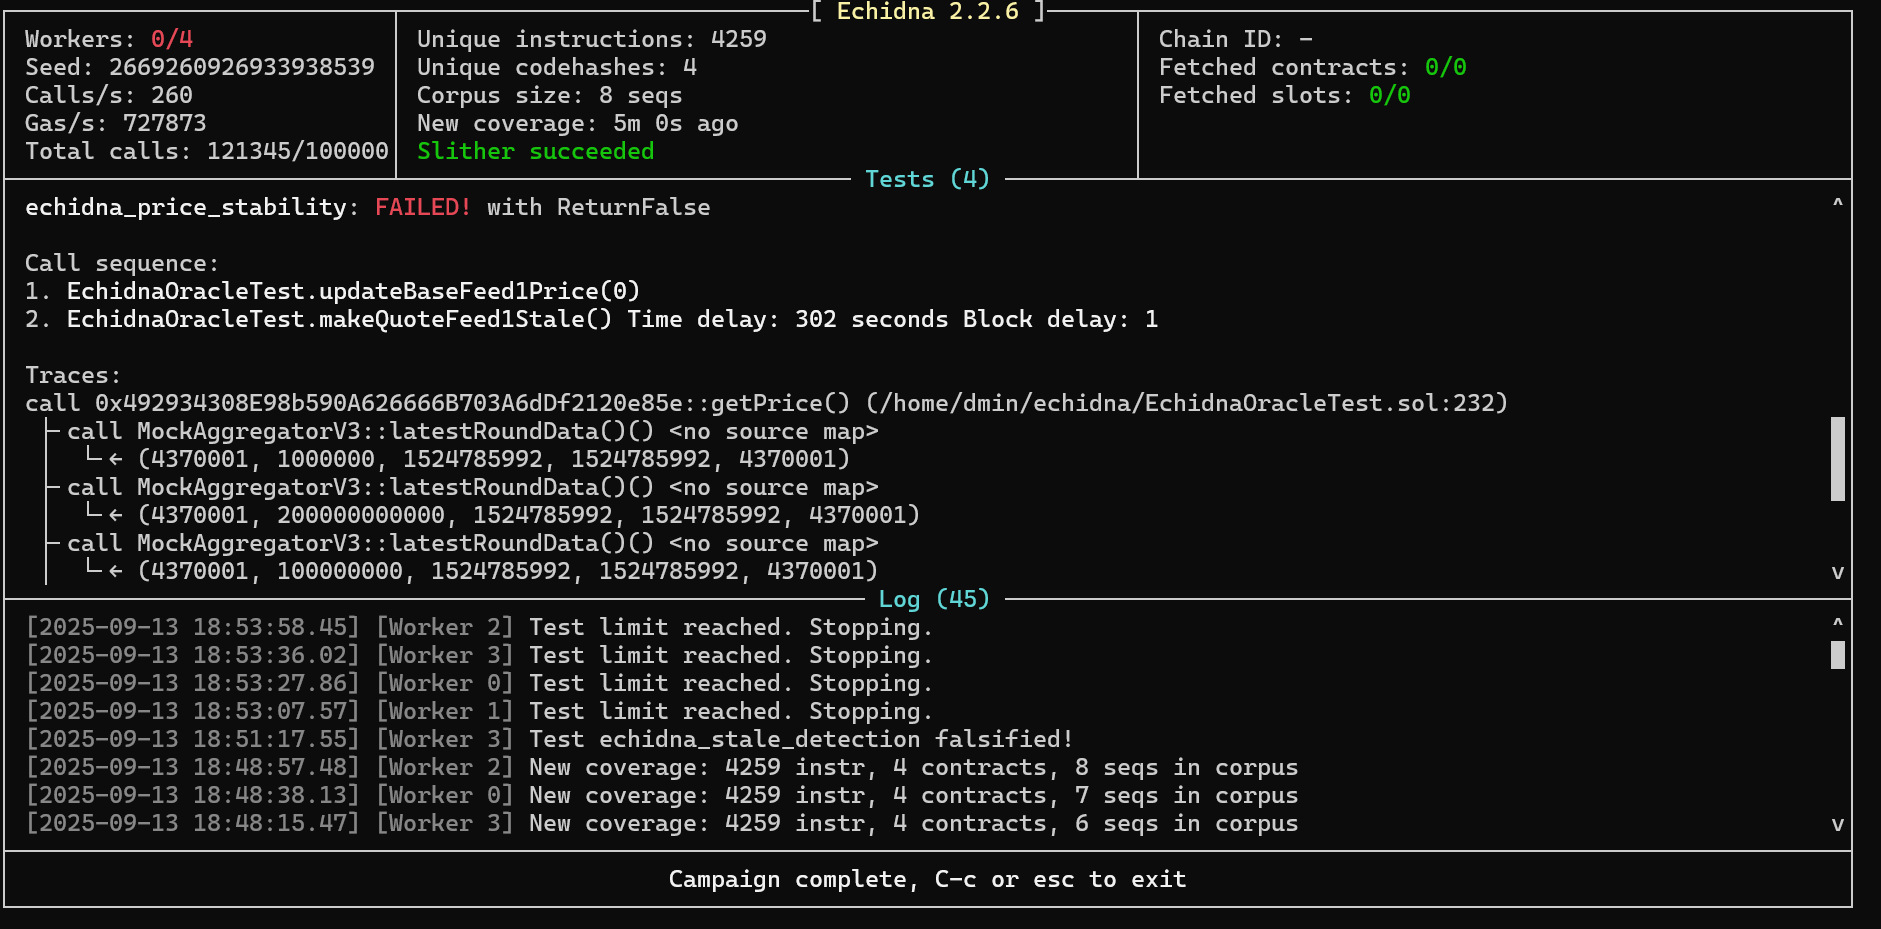 [ Echidna 2.2.6 ]
Workers: 0/4
Seed: 2669260926933938539
Calls/s: 260
Gas/s: 727873
Total calls: 121345/100000
Unique instructions: 4259
Unique codehashes: 4
Corpus size: 8 seqs
New coverage: 5m 0s ago
Slither succeeded
Chain ID: -
Fetched contracts: 0/0
Fetched slots: 0/0
Tests (4)
echidna_price_stability: FAILED! with ReturnFalse
Call sequence:
1. EchidnaOracleTest.updateBaseFeed1Price(0)
2. EchidnaOracleTest.makeQuoteFeed1Stale() Time delay: 302 seconds Block delay: 1
Traces:
call 0x492934308E98b590A626666B703A6dDf2120e85e::getPrice() (/home/dmin/echidna/EchidnaOracleTest.sol:232)
├─call MockAggregatorV3::latestRoundData()() <no source map>
│  └─← (4370001, 1000000, 1524785992, 1524785992, 4370001)
├─call MockAggregatorV3::latestRoundData()() <no source map>
│  └─← (4370001, 200000000000, 1524785992, 1524785992, 4370001)
├─call MockAggregatorV3::latestRoundData()() <no source map>
│  └─← (4370001, 100000000, 1524785992, 1524785992, 4370001)
Log (45)
[2025-09-13 18:53:58.45] [Worker 2] Test limit reached. Stopping.
[2025-09-13 18:53:36.02] [Worker 3] Test limit reached. Stopping.
[2025-09-13 18:53:27.86] [Worker 0] Test limit reached. Stopping.
[2025-09-13 18:53:07.57] [Worker 1] Test limit reached. Stopping.
[2025-09-13 18:51:17.55] [Worker 3] Test echidna_stale_detection falsified!
[2025-09-13 18:48:57.48] [Worker 2] New coverage: 4259 instr, 4 contracts, 8 seqs in corpus
[2025-09-13 18:48:38.13] [Worker 0] New coverage: 4259 instr, 4 contracts, 7 seqs in corpus
[2025-09-13 18:48:15.47] [Worker 3] New coverage: 4259 instr, 4 contracts, 6 seqs in corpus
Campaign complete, C-c or esc to exit